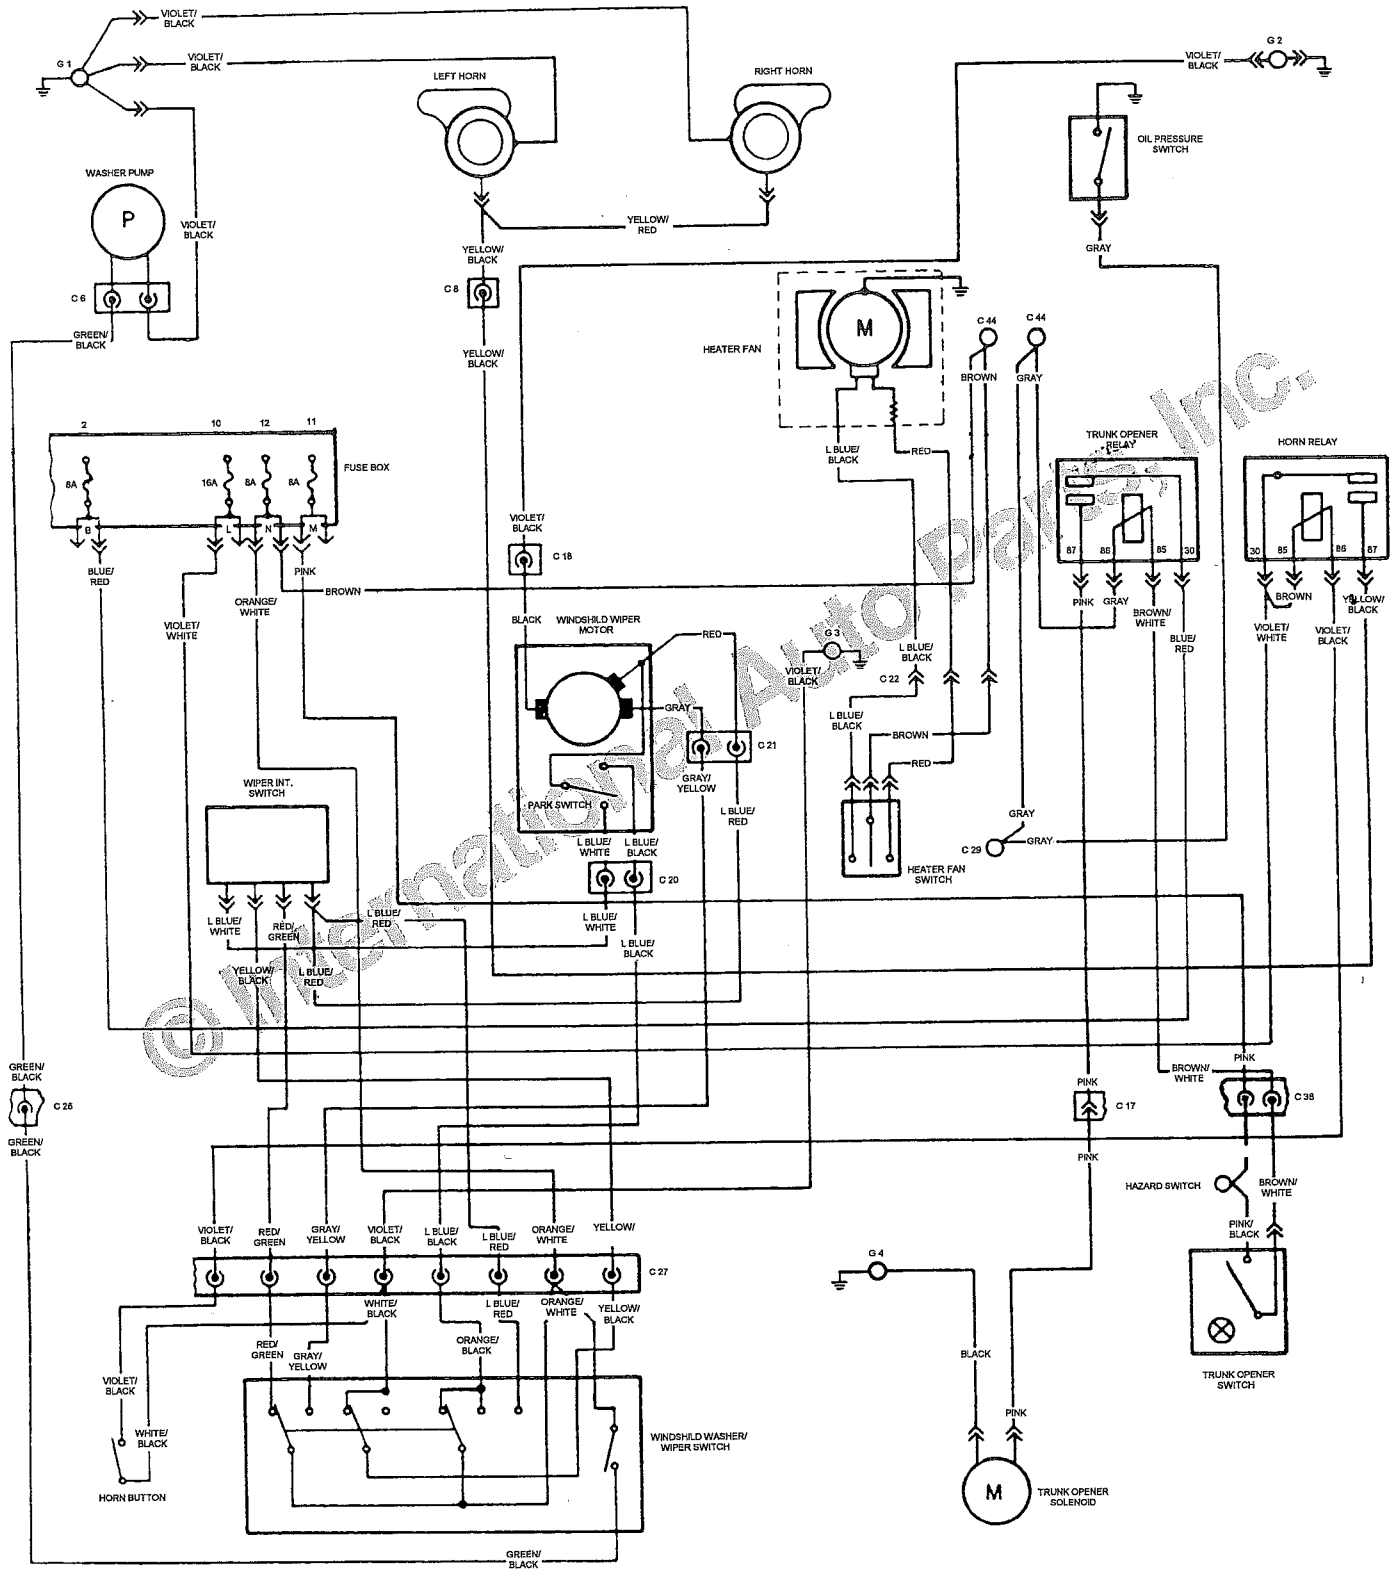 VIOLET/
BLACK
G 1
VIOLET/
BLACK
LEFT HORN
RIGHT HORN
VIOLET/
BLACK
G 2
OIL PRESSURE
SWITCH
WASHER PUMP
P
VIOLET/
BLACK
YELLOW/
RED
GRAY
YELLOW/
BLACK
C 6
C 8
GREEN/
BLACK
YELLOW/
BLACK
HEATER FAN
M
C 44
C 44
BROWN
GRAY
2
10
12
11
FUSE BOX
8A
16A
8A
8A
B
L
N
M
L BLUE/
BLACK
RED
TRUNK OPENER
RELAY
HORN RELAY
87
86
85
30
30
85
86
87
BLUE/
RED
PINK
ORANGE/
WHITE
BROWN
VIOLET/
WHITE
VIOLET/
BLACK
C 18
BLACK
WINDSHILD WIPER
MOTOR
RED
G 3
VIOLET/
BLACK
L BLUE/
BLACK
C 22
PINK
GRAY
BROWN/
WHITE
BLUE/
RED
BROWN
VIOLET/
WHITE
VIOLET/
BLACK
YELLOW/
BLACK
GRAY
C 21
L BLUE/
BLACK
BROWN
RED
GRAY/
YELLOW
L BLUE/
RED
WIPER INT.
SWITCH
PARK SWITCH
L BLUE/
WHITE
L BLUE/
BLACK
C 20
GRAY
GRAY
C 29
HEATER FAN
SWITCH
L BLUE/
WHITE
RED/
GREEN
L BLUE/
RED
L BLUE/
WHITE
L BLUE/
BLACK
YELLOW/
BLACK
L BLUE/
RED
© International Auto Parts, Inc.
GREEN/
BLACK
C 26
GREEN/
BLACK
PINK
C 17
PINK
PINK
BROWN/
WHITE
C 38
HAZARD SWITCH
BROWN/
WHITE
PINK/
BLACK
VIOLET/
BLACK
RED/
GREEN
GRAY/
YELLOW
VIOLET/
BLACK
L BLUE/
BLACK
L BLUE/
RED
ORANGE/
WHITE
YELLOW/
C 27
G 4
WHITE/
BLACK
L BLUE/
RED
ORANGE/
WHITE
YELLOW/
BLACK
RED/
GREEN
GRAY/
YELLOW
ORANGE/
BLACK
VIOLET/
BLACK
WHITE/
BLACK
HORN BUTTON
WINDSHILD WASHER/
WIPER SWITCH
BLACK
PINK
M
TRUNK OPENER
SOLENOID
TRUNK OPENER
SWITCH
GREEN/
BLACK